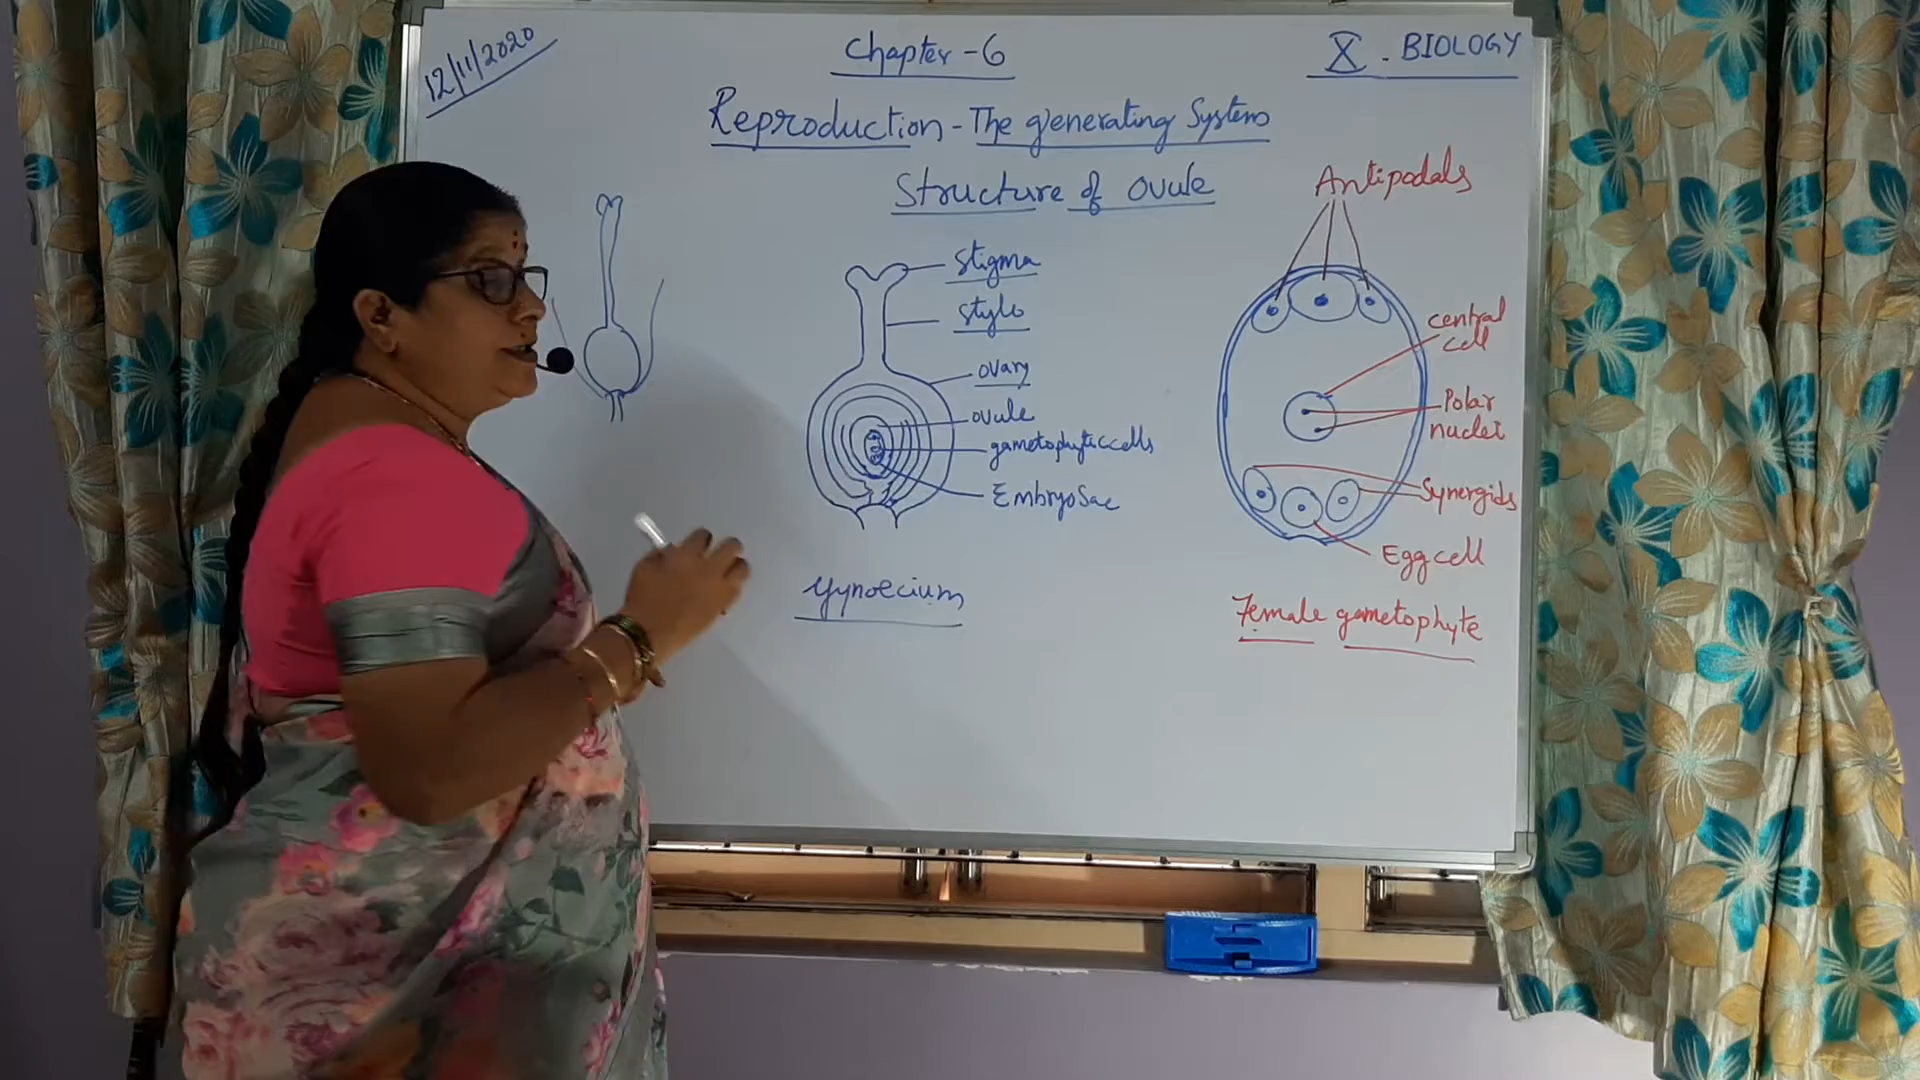 12/11/2020
Chapter - 6
X . BIOLOGY
Reproduction - The generating System
Structure of Ovule
Stigma
Style
Ovary
Ovule
gametophytic cells
Embryo Sac
Gynoecium
Antipodals
central
cell
Polar
nuclei
Synergids
Egg cell
Female gametophyte